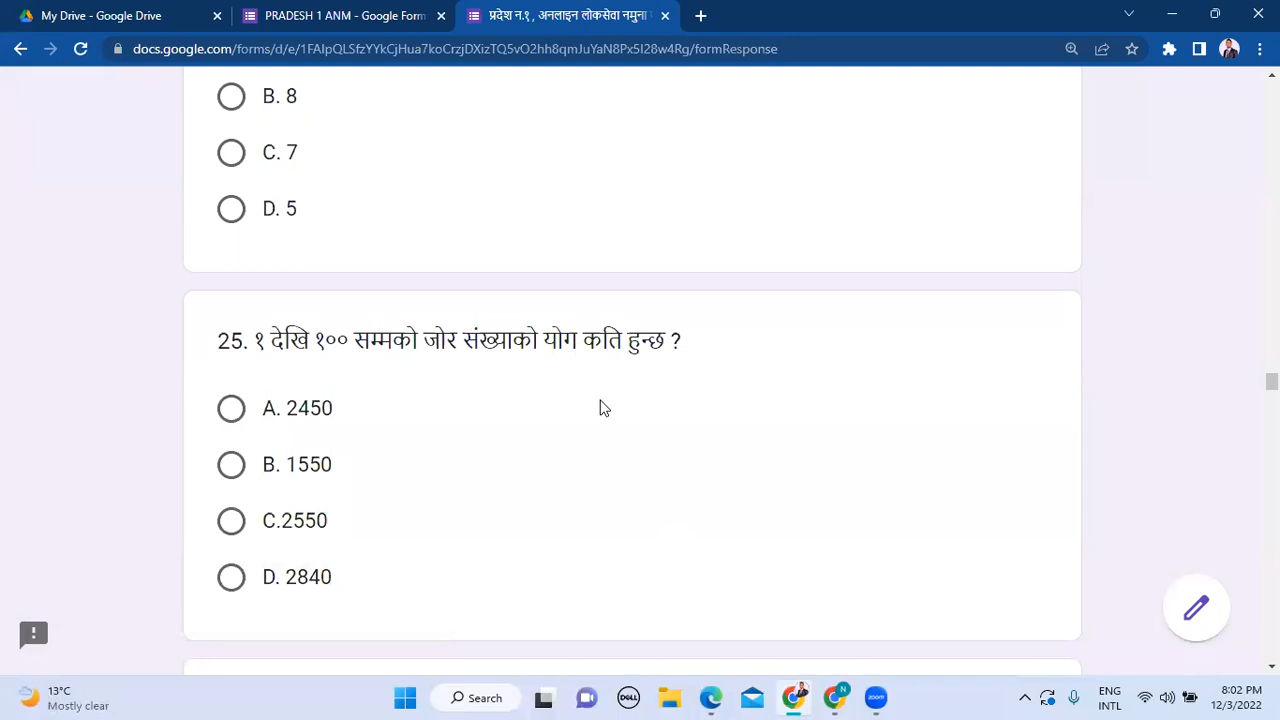 My Drive - Google Drive
PRADESH 1 ANM - Google Form
प्रदेश न.१, अनलाइन लोकसेवा नमुना
docs.google.com/forms/d/e/1FAIpQLSfzYYkCjHua7koCrzjDXizTQ5vO2hh8qmJuYaN8Px5I28w4Rg/formResponse
B. 8
C. 7
D. 5
25. १ देखि १०० सम्मको जोर संख्याको योग कति हुन्छ ?
A. 2450
B. 1550
C.2550
D. 2840
13°C
Mostly clear
Search
DELL
N
zoom
ENG
INTL
8:02 PM
12/3/2022